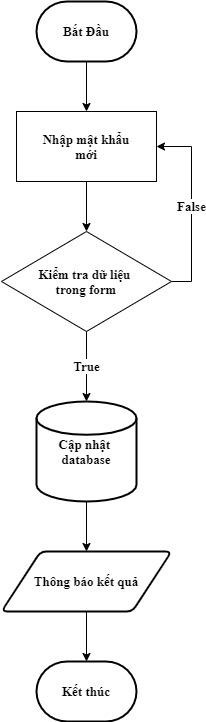 Bắt Đầu
Nhập mật khẩu
mới
False
Kiểm tra dữ liệu
trong form
True
Cập nhật
database
Thông báo kết quả
Kết thúc